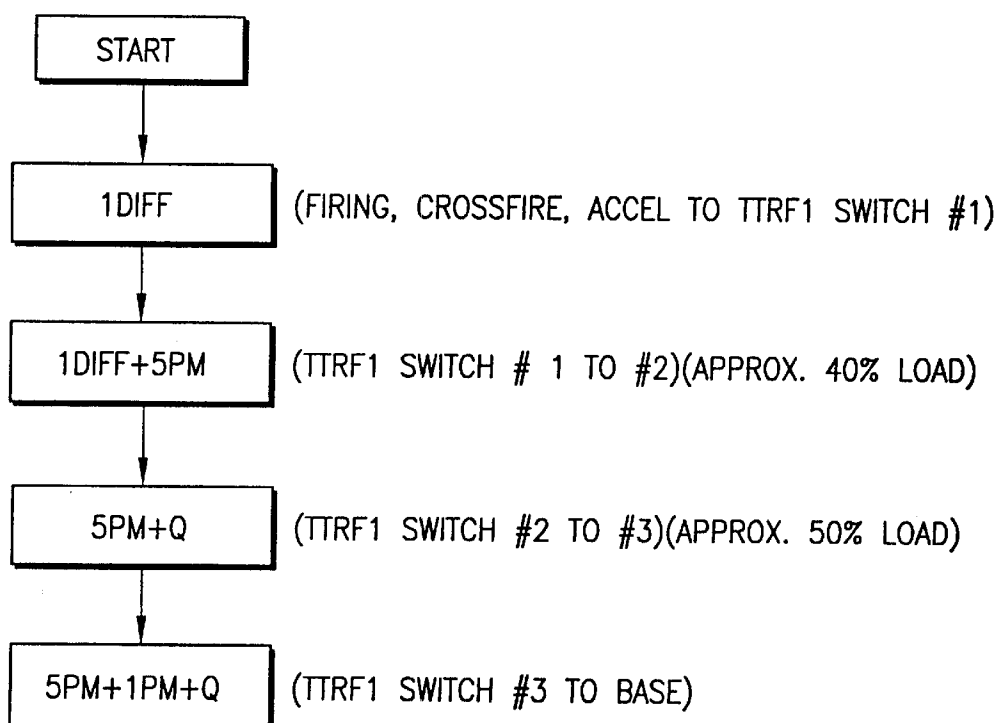 START
1DIFF (FIRING, CROSSFIRE, ACCEL TO TTRF1 SWITCH #1)
1DIFF+5PM (TTRF1 SWITCH # 1 TO #2)(APPROX. 40% LOAD)
5PM+Q (TTRF1 SWITCH #2 TO #3)(APPROX. 50% LOAD)
5PM+1PM+Q (TTRF1 SWITCH #3 TO BASE)